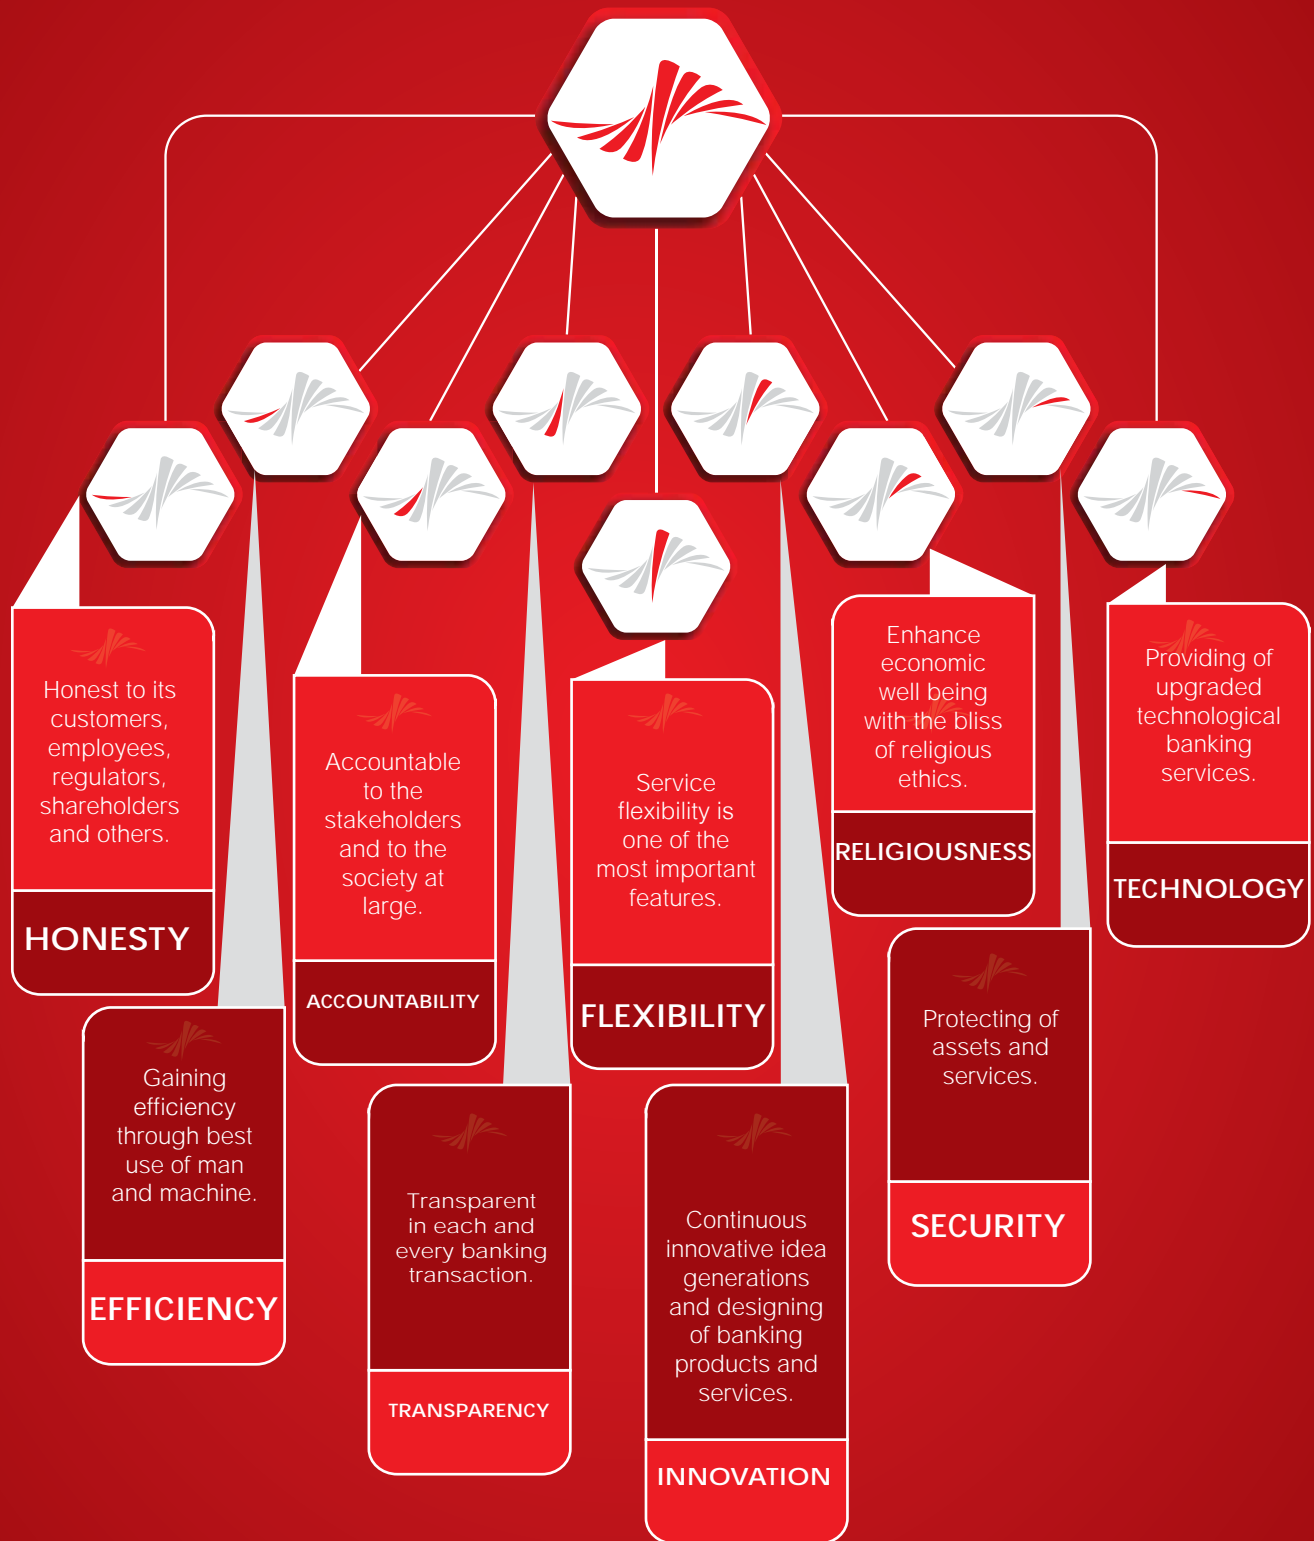 Honest to its
customers,
employees,
regulators,
shareholders
and others.
HONESTY
Gaining
efficiency
through best
use of man
and machine.
EFFICIENCY
Accountable
to the
stakeholders
and to the
society at
large.
ACCOUNTABILITY
Transparent
in each and
every banking
transaction.
TRANSPARENCY
Service
flexibility is
one of the
most important
features.
FLEXIBILITY
Continuous
innovative idea
generations
and designing
of banking
products and
services.
INNOVATION
Enhance
economic
well being
with the bliss
of religious
ethics.
RELIGIOUSNESS
Protecting of
assets and
services.
SECURITY
Providing of
upgraded
technological
banking
services.
TECHNOLOGY